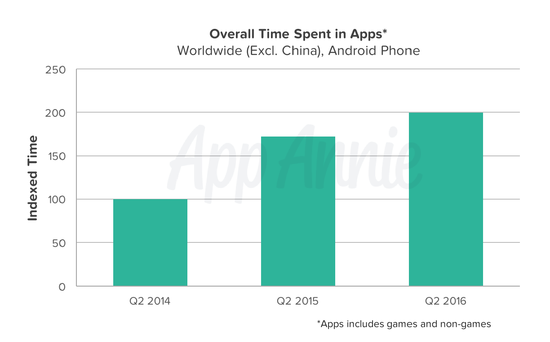 Overall Time Spent in Apps*
Worldwide (Excl. China), Android Phone
250
200
150
100
50
0
Indexed Time
App Annie
Q2 2014
Q2 2015
Q2 2016
*Apps includes games and non-games